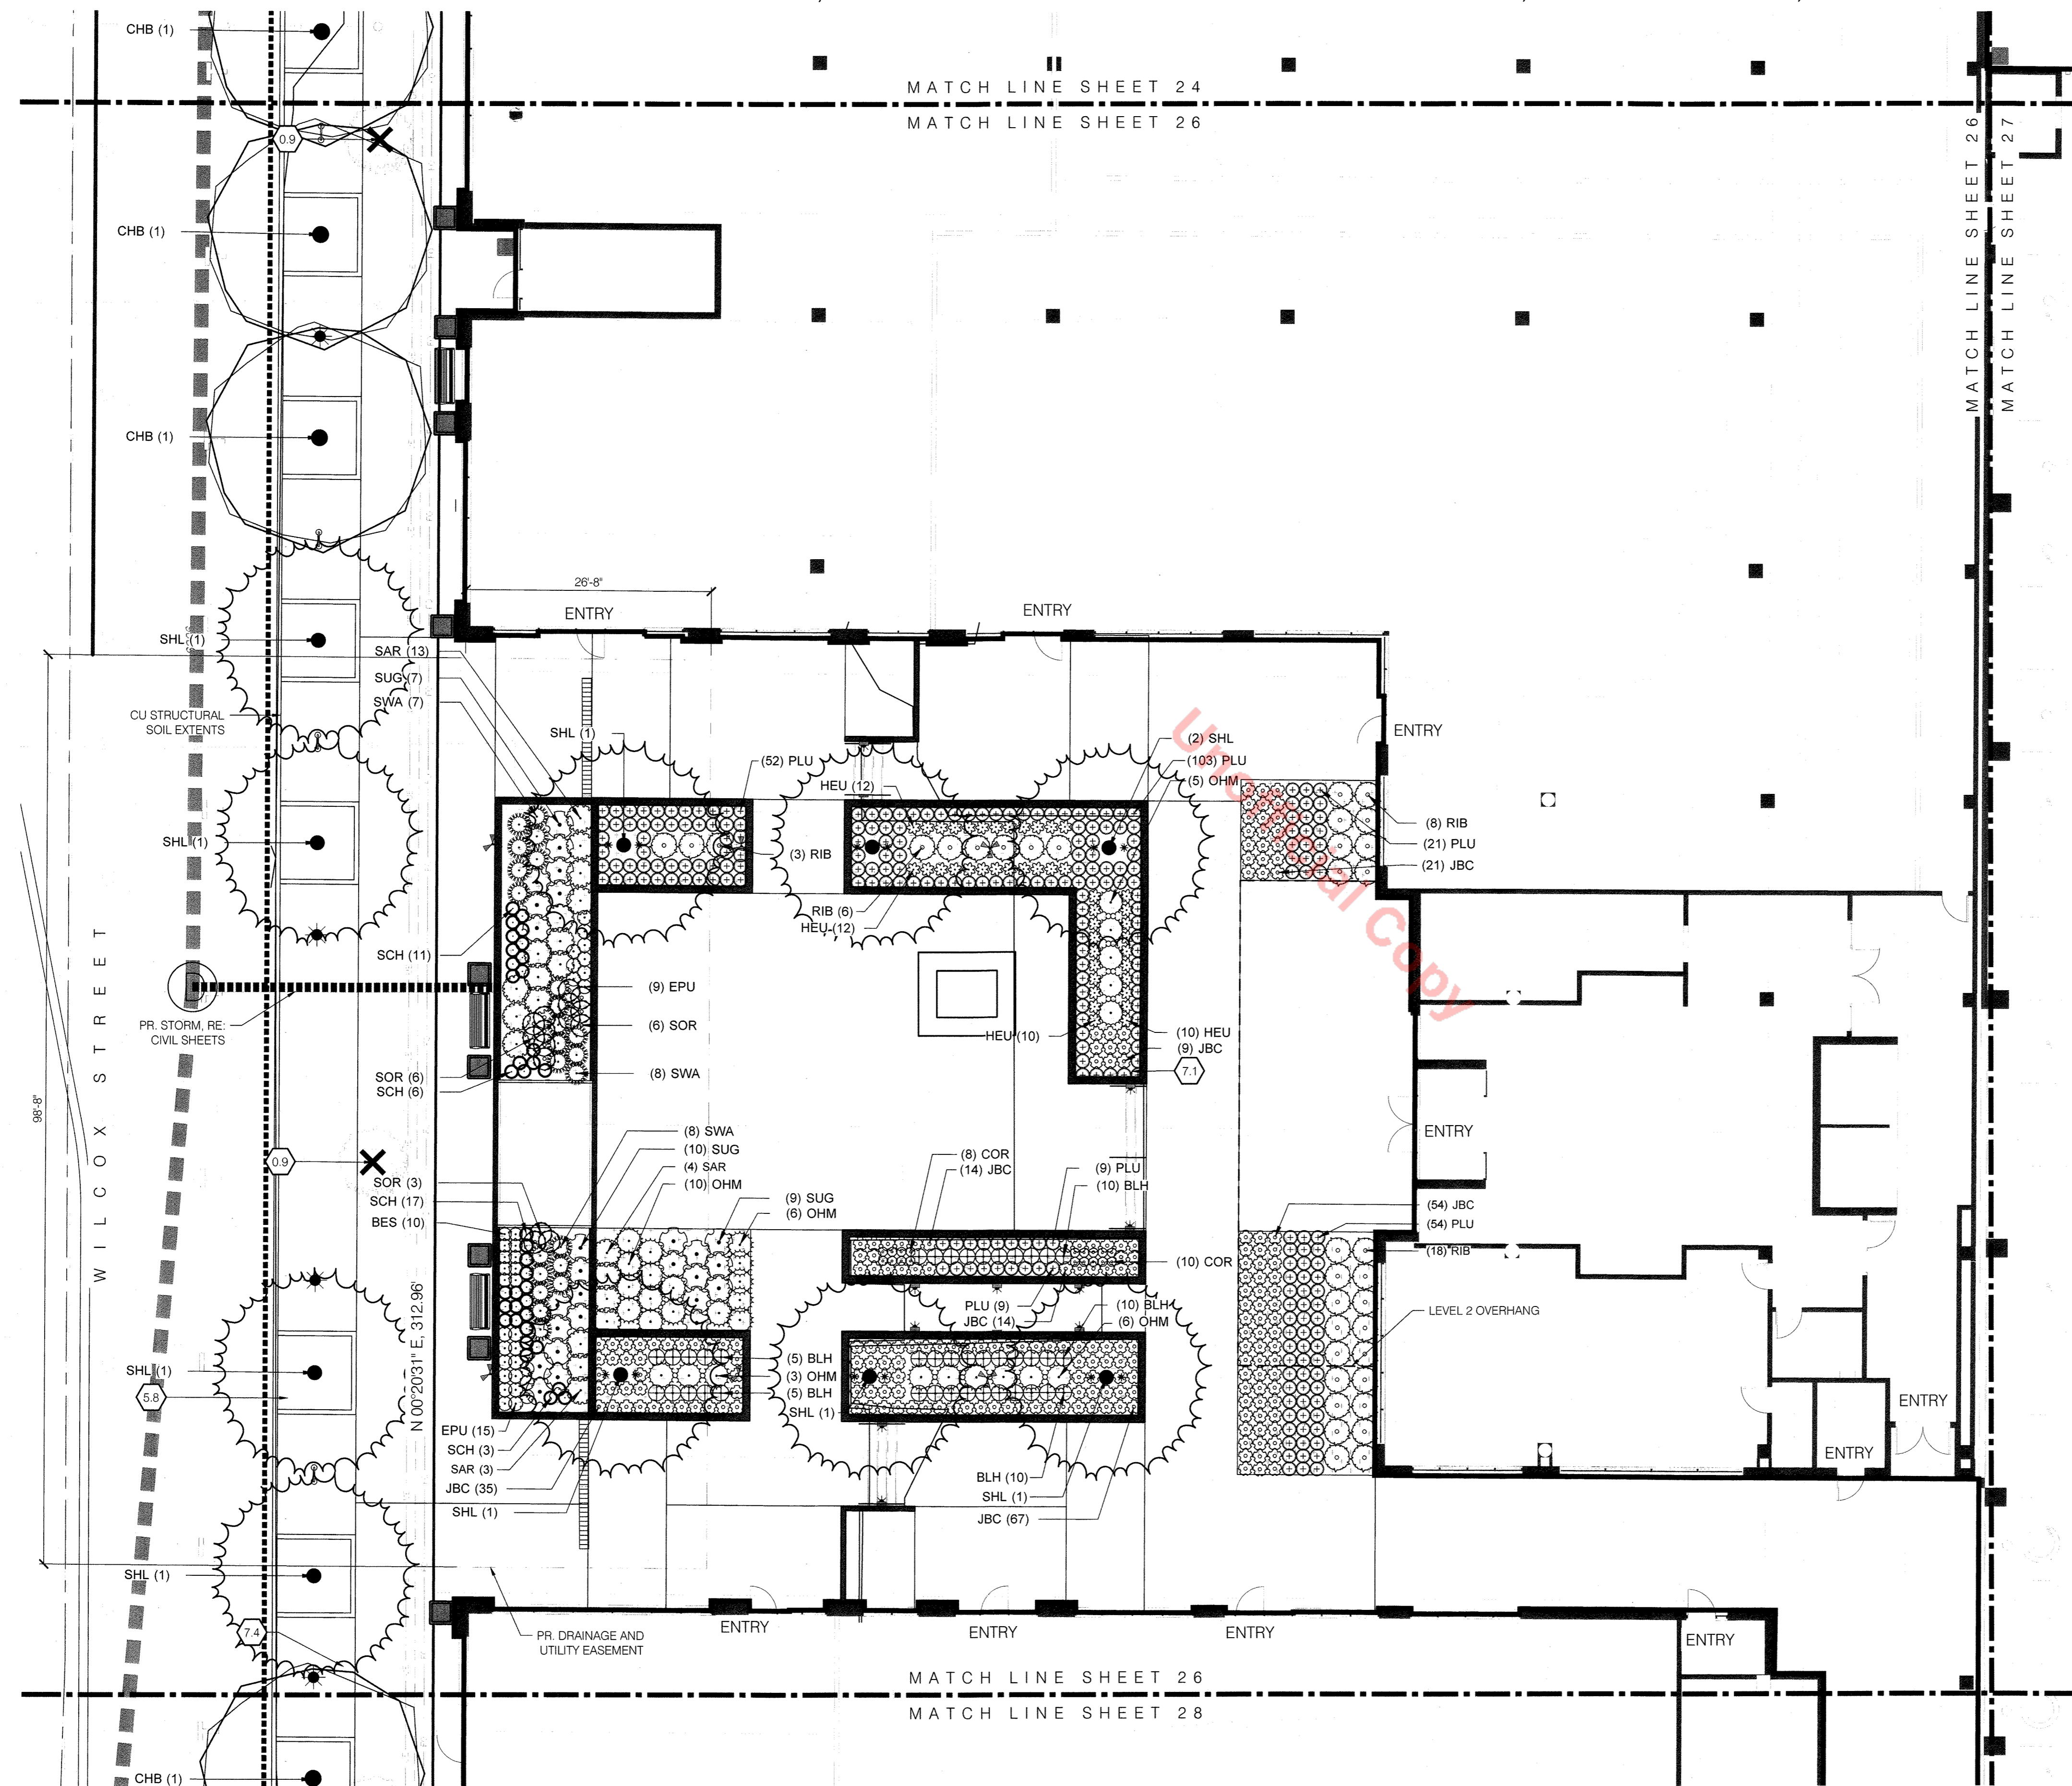 CHB (1)
MATCH LINE SHEET 24
MATCH LINE SHEET 26
MATCH LINE SHEET 26
MATCH LINE SHEET 27
0.9
CHB (1)
CHB (1)
26'-8"
ENTRY
ENTRY
SHL (1)
SAR (13)
SUG (7)
SWA (7)
CU STRUCTURAL
SOIL EXTENTS
SHL (1)
ENTRY
(2) SHL
(52) PLU
(103) PLU
HEU (12)
(5) OHM
Unofficial Copy
SHL (1)
(8) RIB
(21) PLU
(21) JBC
(3) RIB
RIB (6)
HEU (12)
SCH (11)
(9) EPU
(6) SOR
PR. STORM, RE:
CIVIL SHEETS
HEU (10)
(10) HEU
(9) JBC
7.1
SOR (6)
SCH (6)
(8) SWA
WILCOX STREET
98'-8"
ENTRY
(8) SWA
(10) SUG
(4) SAR
(10) OHM
0.9
SOR (3)
SCH (17)
BES (10)
(9) SUG
(6) OHM
(8) COR
(14) JBC
(9) PLU
(10) BLH
(54) JBC
(54) PLU
(18) RIB
(10) COR
N 00°20'31" E, 312.96'
PLU (9)
JBC (14)
(10) BLH
(6) OHM
LEVEL 2 OVERHANG
SHL (1)
5.8
(5) BLH
(3) OHM
(5) BLH
SHL (1)
ENTRY
EPU (15)
SCH (3)
SAR (3)
JBC (35)
SHL (1)
BLH (10)
SHL (1)
JBC (67)
ENTRY
SHL (1)
7.4
PR. DRAINAGE AND
UTILITY EASEMENT
ENTRY
ENTRY
ENTRY
ENTRY
MATCH LINE SHEET 26
MATCH LINE SHEET 28
CHB (1)